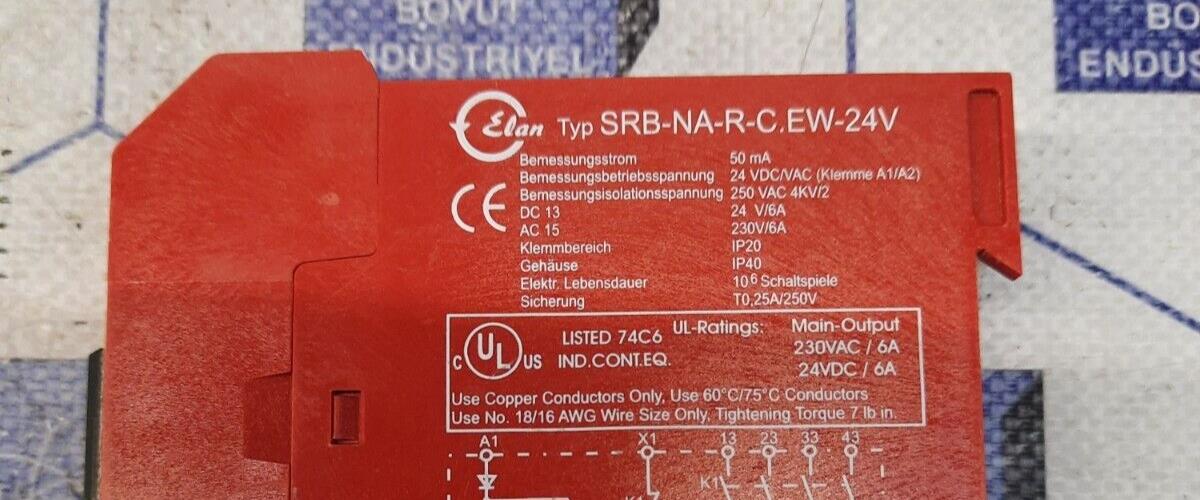 BOYUT
ENDÜSTRIYEL
BO
ENDÜS
Elan Typ SRB-NA-R-C.EW-24V
Bemessungsstrom 50 mA
Bemessungsbetriebsspannung 24 VDC/VAC (Klemme A1/A2)
Bemessungsisolationsspannung 250 VAC 4KV/2
CE
DC 13 24 V/6A
AC 15 230V/6A
Klemmbereich IP20
Gehäuse IP40
Elektr. Lebensdauer 10⁶ Schaltspiele
Sicherung T0,25A/250V
C UL US LISTED 74C6 UL-Ratings: Main-Output
IND.CONT.EQ. 230VAC / 6A
24VDC / 6A
Use Copper Conductors Only, Use 60°C/75°C Conductors
Use No. 18/16 AWG Wire Size Only, Tightening Torque 7 lb in.
A1 X1 13 23 33 43
K1
K1